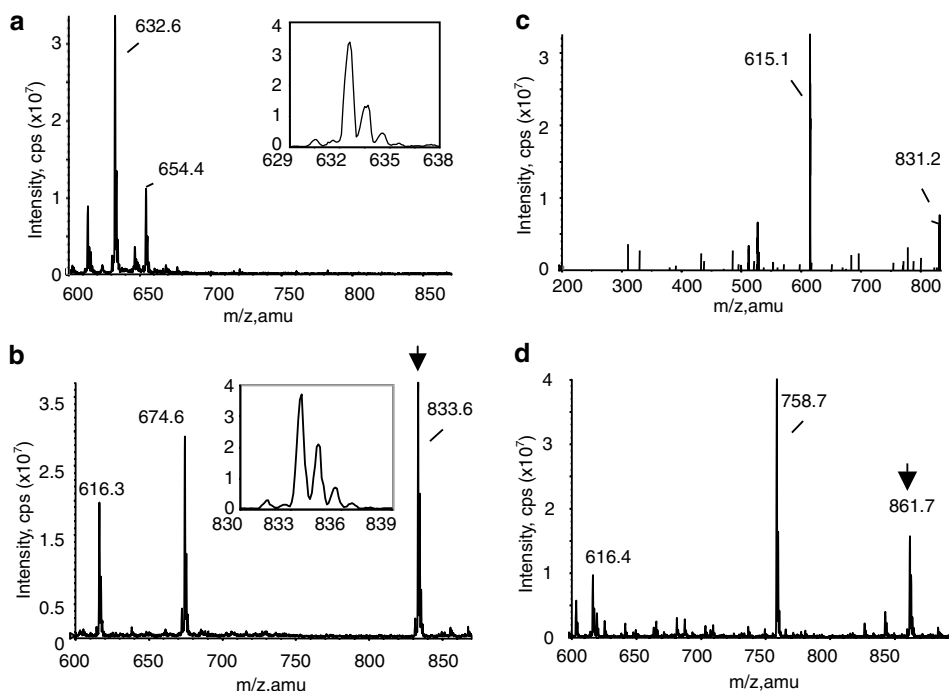 a
Intensity, cps (x10⁷)
3
2
1
0
632.6
654.4
600 650 700 750 800 850
m/z,amu
4
3
2
1
0
629 632 635 638
b
Intensity, cps (x10⁷)
3.5
2.5
1.5
0.5
0
616.3
674.6
833.6
600 650 700 750 800 850
m/z,amu
4
3
2
1
0
830 833 836 839
c
Intensity, cps (x10⁷)
3
2
1
0
615.1
831.2
200 300 400 500 600 700 800
m/z,amu
d
Intensity, cps (x10⁷)
4
3
2
1
0
758.7
861.7
616.4
600 650 700 750 800 850
m/z,amu